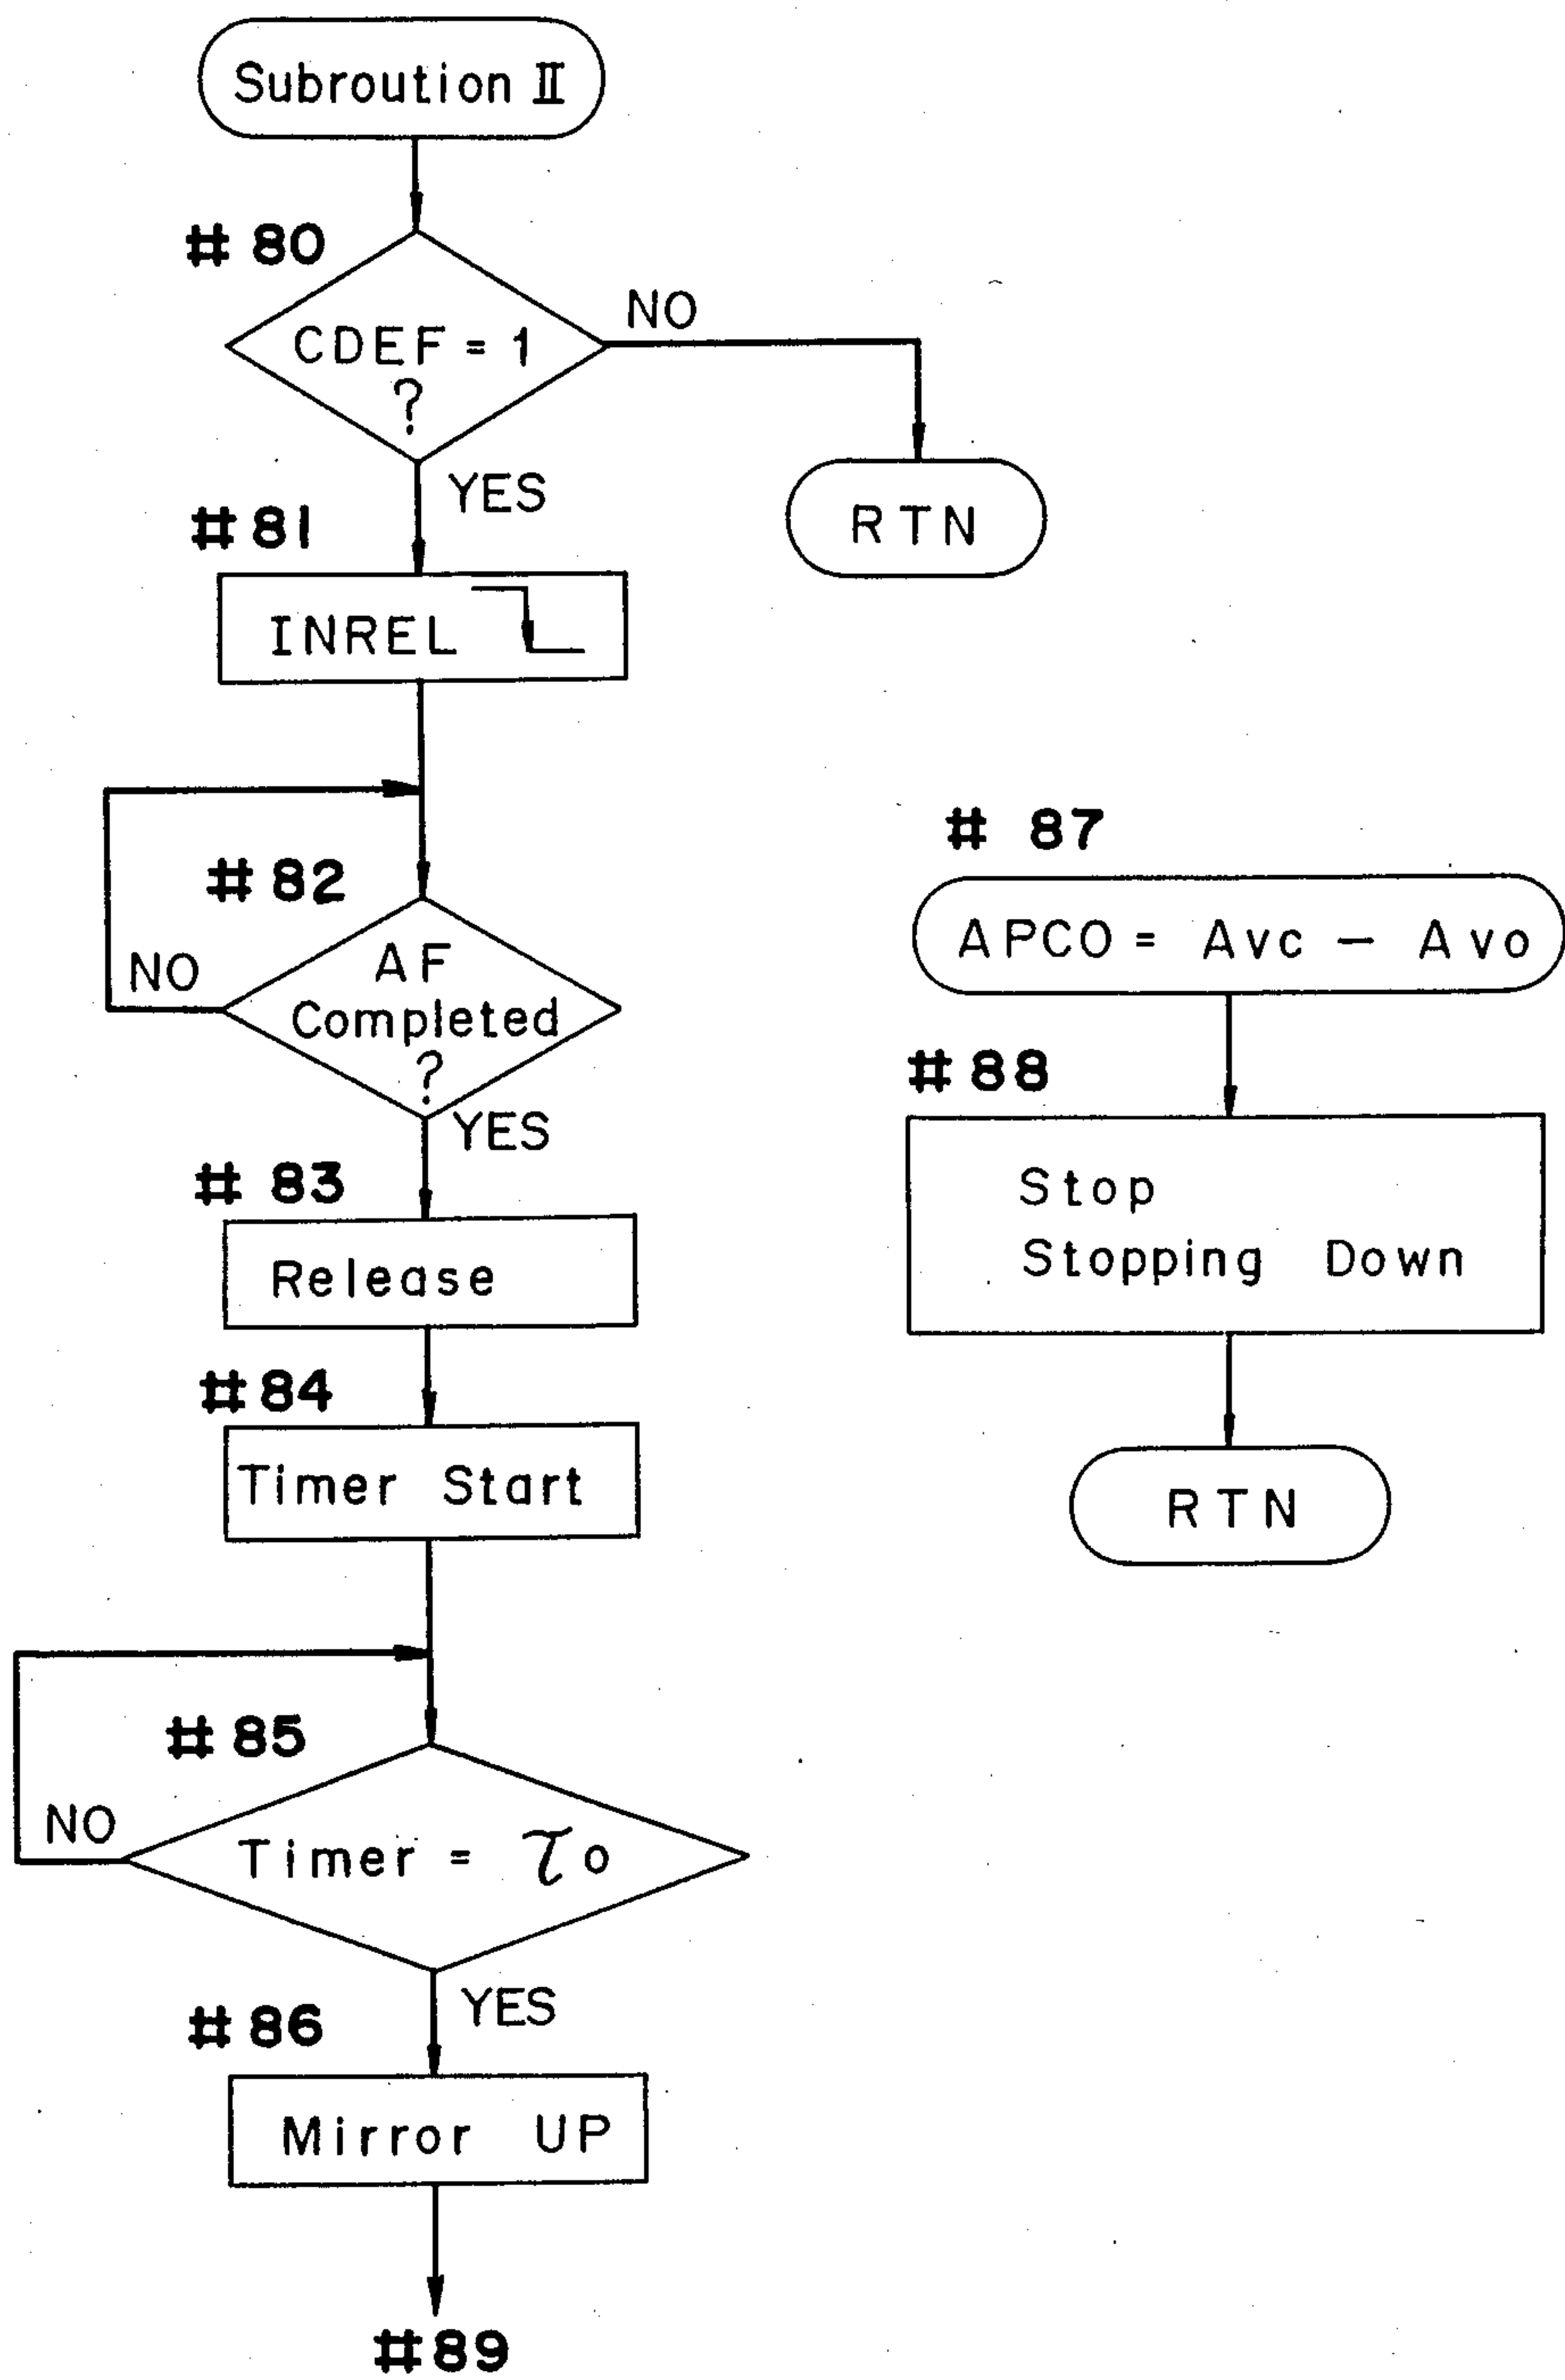 Subroution II
# 80
CDEF = 1
?
NO
YES
RTN
# 81
INREL
# 82
AF
Completed
?
NO
YES
# 83
Release
# 84
Timer Start
# 85
Timer = τo
NO
YES
# 86
Mirror UP
#89
# 87
APCO = Avc – Avo
# 88
Stop
Stopping Down
RTN